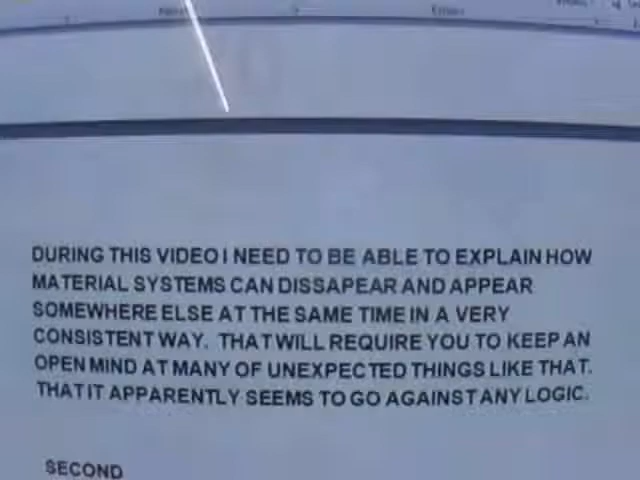 DURING THIS VIDEO I NEED TO BE ABLE TO EXPLAIN HOW
MATERIAL SYSTEMS CAN DISSAPEAR AND APPEAR
SOMEWHERE ELSE AT THE SAME TIME IN A VERY
CONSISTENT WAY. THAT WILL REQUIRE YOU TO KEEP AN
OPEN MIND AT MANY OF UNEXPECTED THINGS LIKE THAT.
THAT IT APPARENTLY SEEMS TO GO AGAINST ANY LOGIC.
SECOND